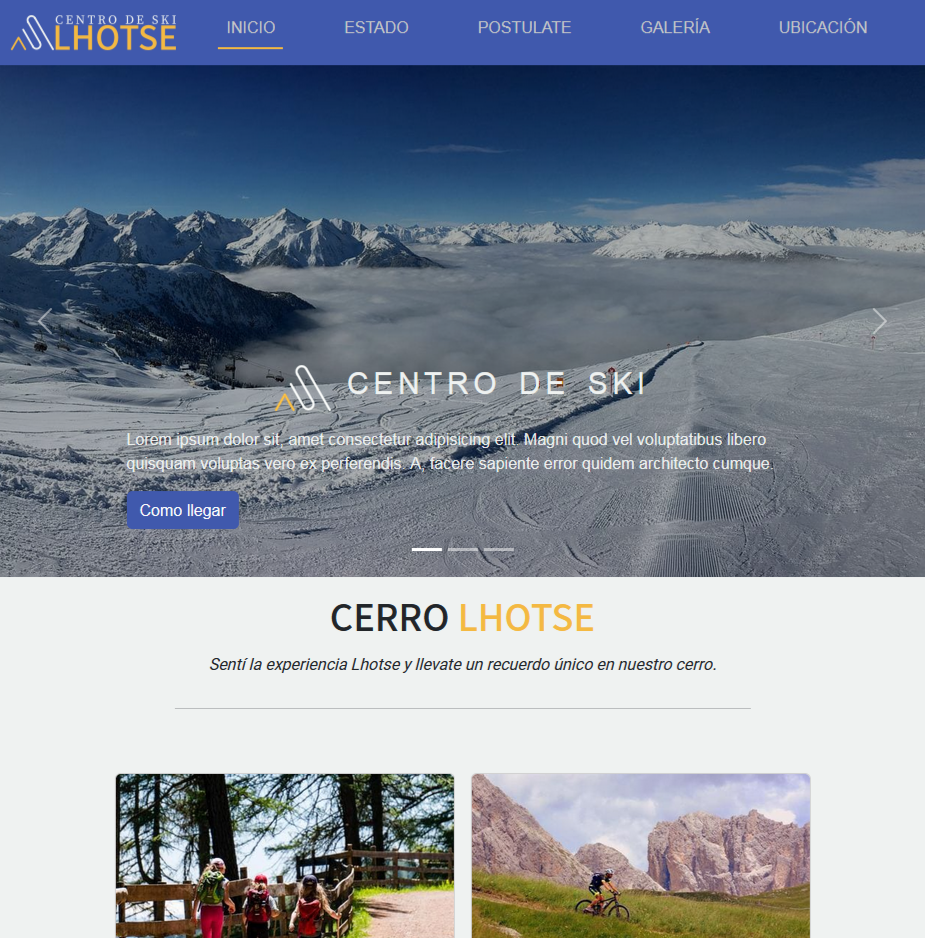 CENTRO DE SKI
LHOTSE
INICIO
ESTADO
POSTULATE
GALERÍA
UBICACIÓN
CENTRO DE SKI
Lorem ipsum dolor sit, amet consectetur adipisicing elit. Magni quod vel voluptatibus libero
quisquam voluptas vero ex perferendis. A, facere sapiente error quidem architecto cumque.
Como llegar
CERRO LHOTSE
Sentí la experiencia Lhotse y llevate un recuerdo único en nuestro cerro.